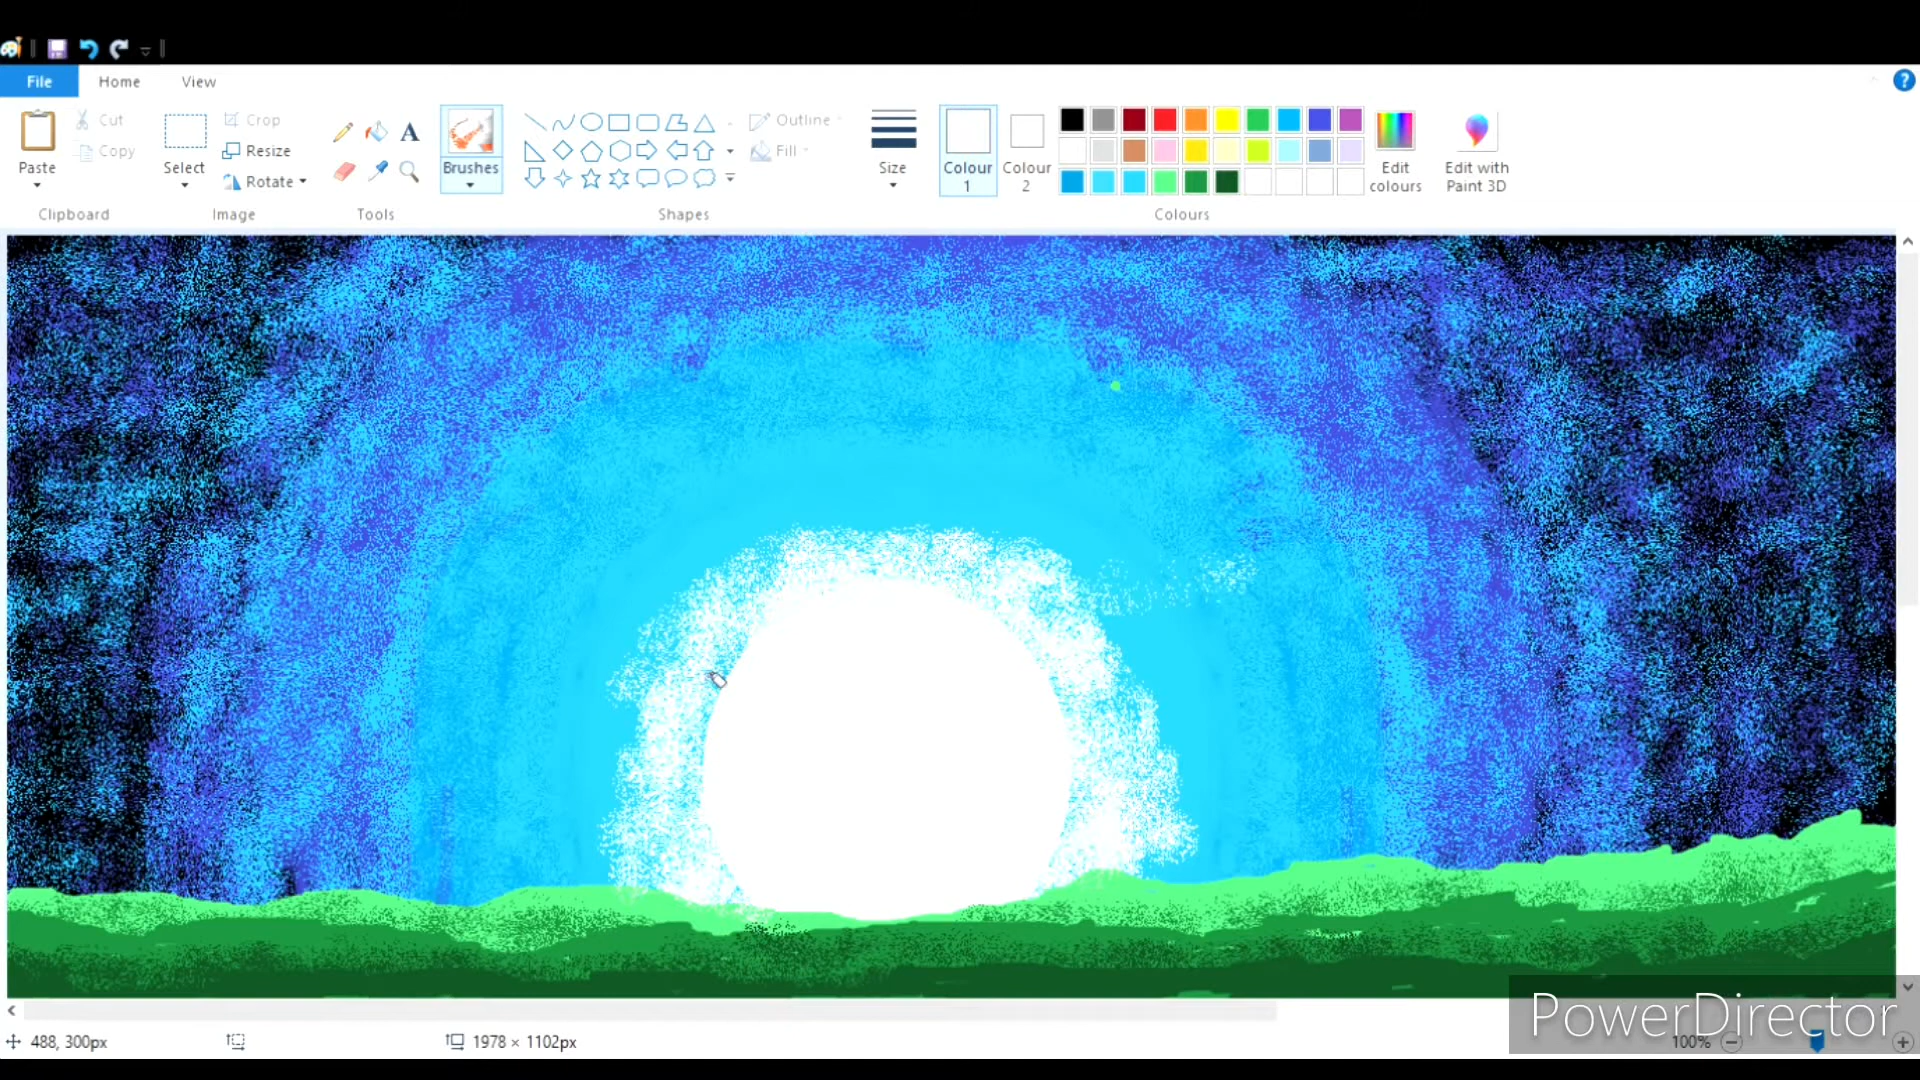 File Home View
Paste
Cut
Copy
Clipboard
Select
Crop
Resize
Rotate
Image
A
Tools
Brushes
Outline
Fill
Shapes
Size
Colour 1
Colour 2
Edit colours
Edit with Paint 3D
Colours
?
488, 300px
1978 × 1102px
100%
PowerDirector